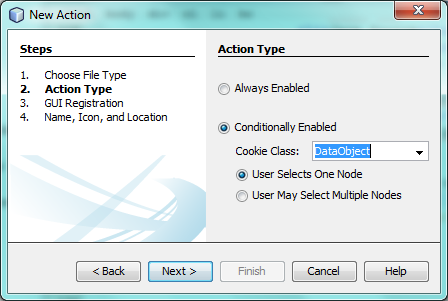 New Action
Steps
1. Choose File Type
2. Action Type
3. GUI Registration
4. Name, Icon, and Location
Action Type
Always Enabled
Conditionally Enabled
Cookie Class: DataObject
User Selects One Node
User May Select Multiple Nodes
< Back Next > Finish Cancel Help